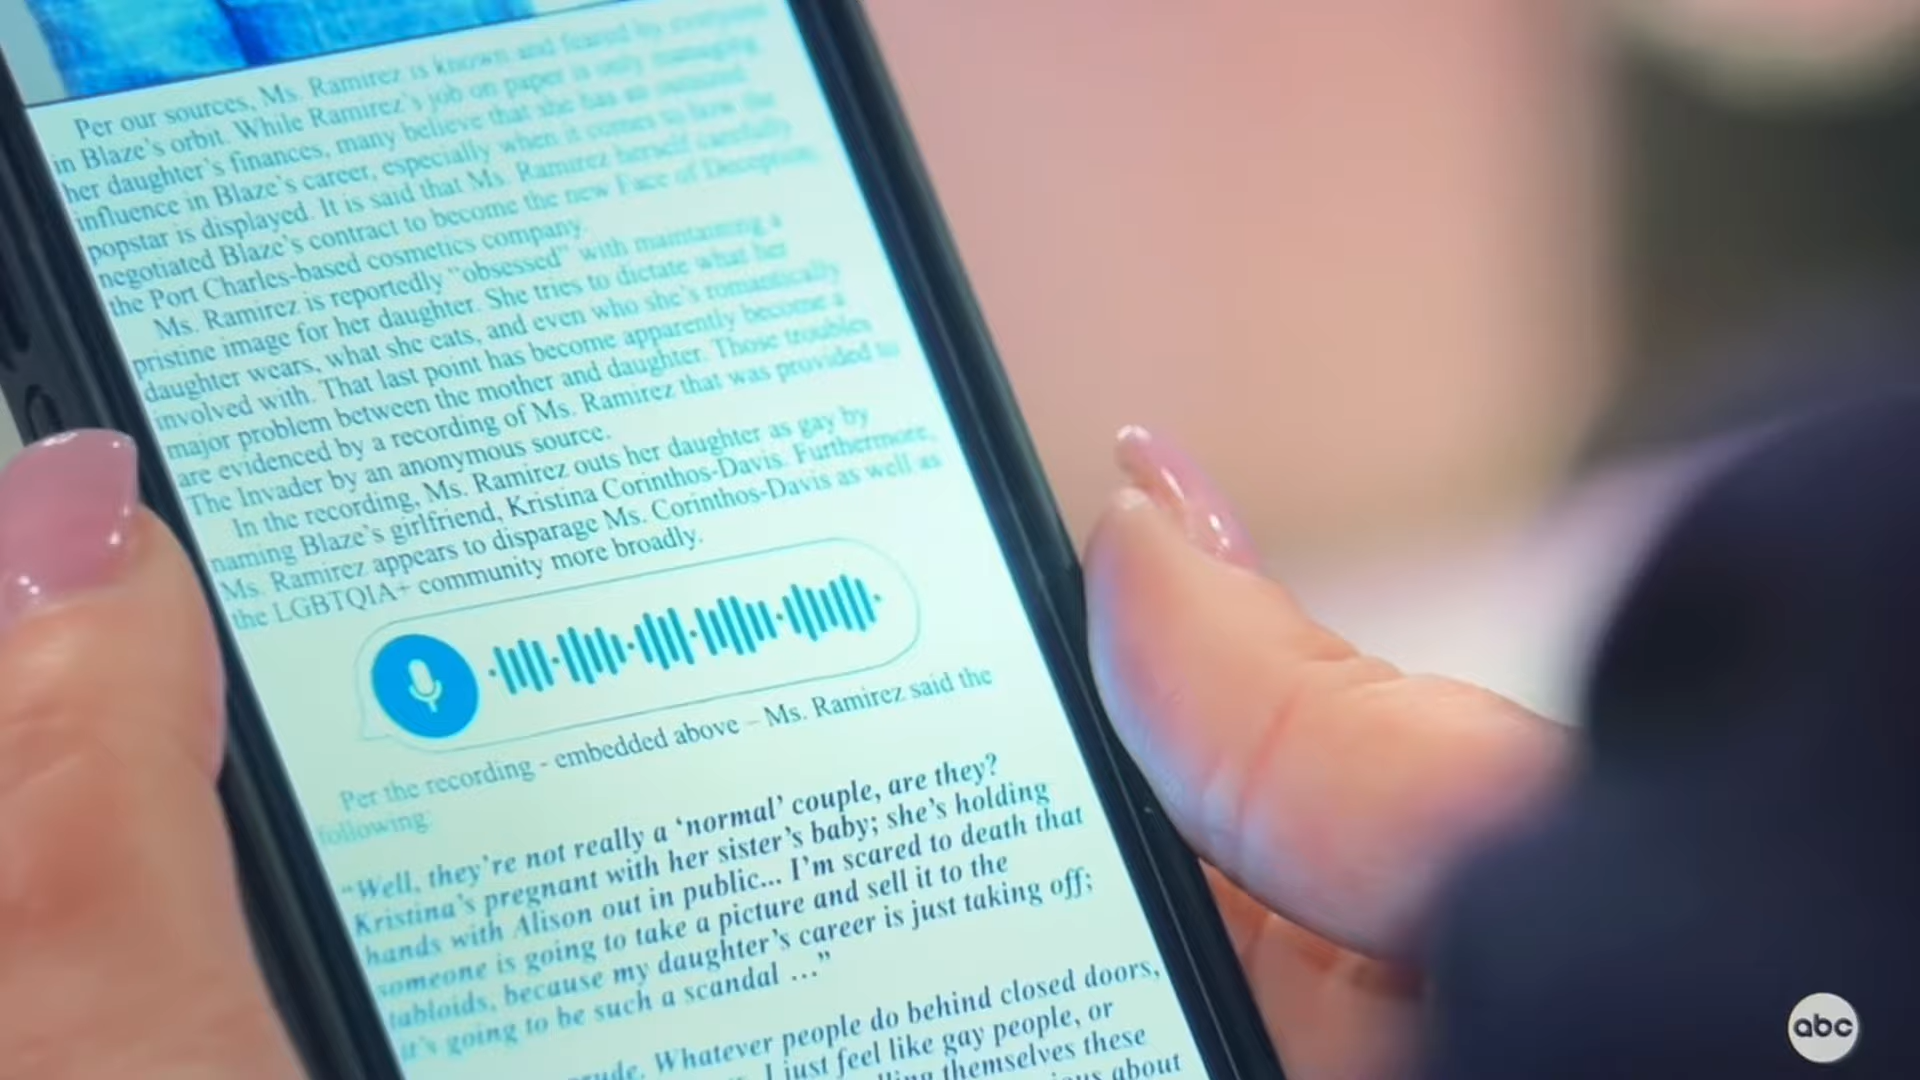 Per our sources, Ms. Ramirez is known and feared by everyone
in Blaze's orbit. While Ramirez's job on paper is only managing
her daughter's finances, many believe that she has an outsized
influence in Blaze's career, especially when it comes to how the
popstar is displayed. It is said that Ms. Ramirez herself carefully
negotiated Blaze's contract to become the new Face of Deception,
the Port Charles-based cosmetics company.
Ms. Ramirez is reportedly "obsessed" with maintaining a
pristine image for her daughter. She tries to dictate what her
daughter wears, what she eats, and even who she's romantically
involved with. That last point has become apparently become a
major problem between the mother and daughter. Those troubles
are evidenced by a recording of Ms. Ramirez that was provided to
The Invader by an anonymous source.
In the recording, Ms. Ramirez outs her daughter as gay by
naming Blaze's girlfriend, Kristina Corinthos-Davis. Furthermore,
Ms. Ramirez appears to disparage Ms. Corinthos-Davis as well as
the LGBTQIA+ community more broadly.
Per the recording - embedded above – Ms. Ramirez said the
following:
"Well, they're not really a 'normal' couple, are they?
Kristina's pregnant with her sister's baby; she's holding
hands with Alison out in public... I'm scared to death that
someone is going to take a picture and sell it to the
tabloids, because my daughter's career is just taking off;
it's going to be such a scandal ..."
Whatever people do behind closed doors,
I just feel like gay people, or
themselves these
about
abc